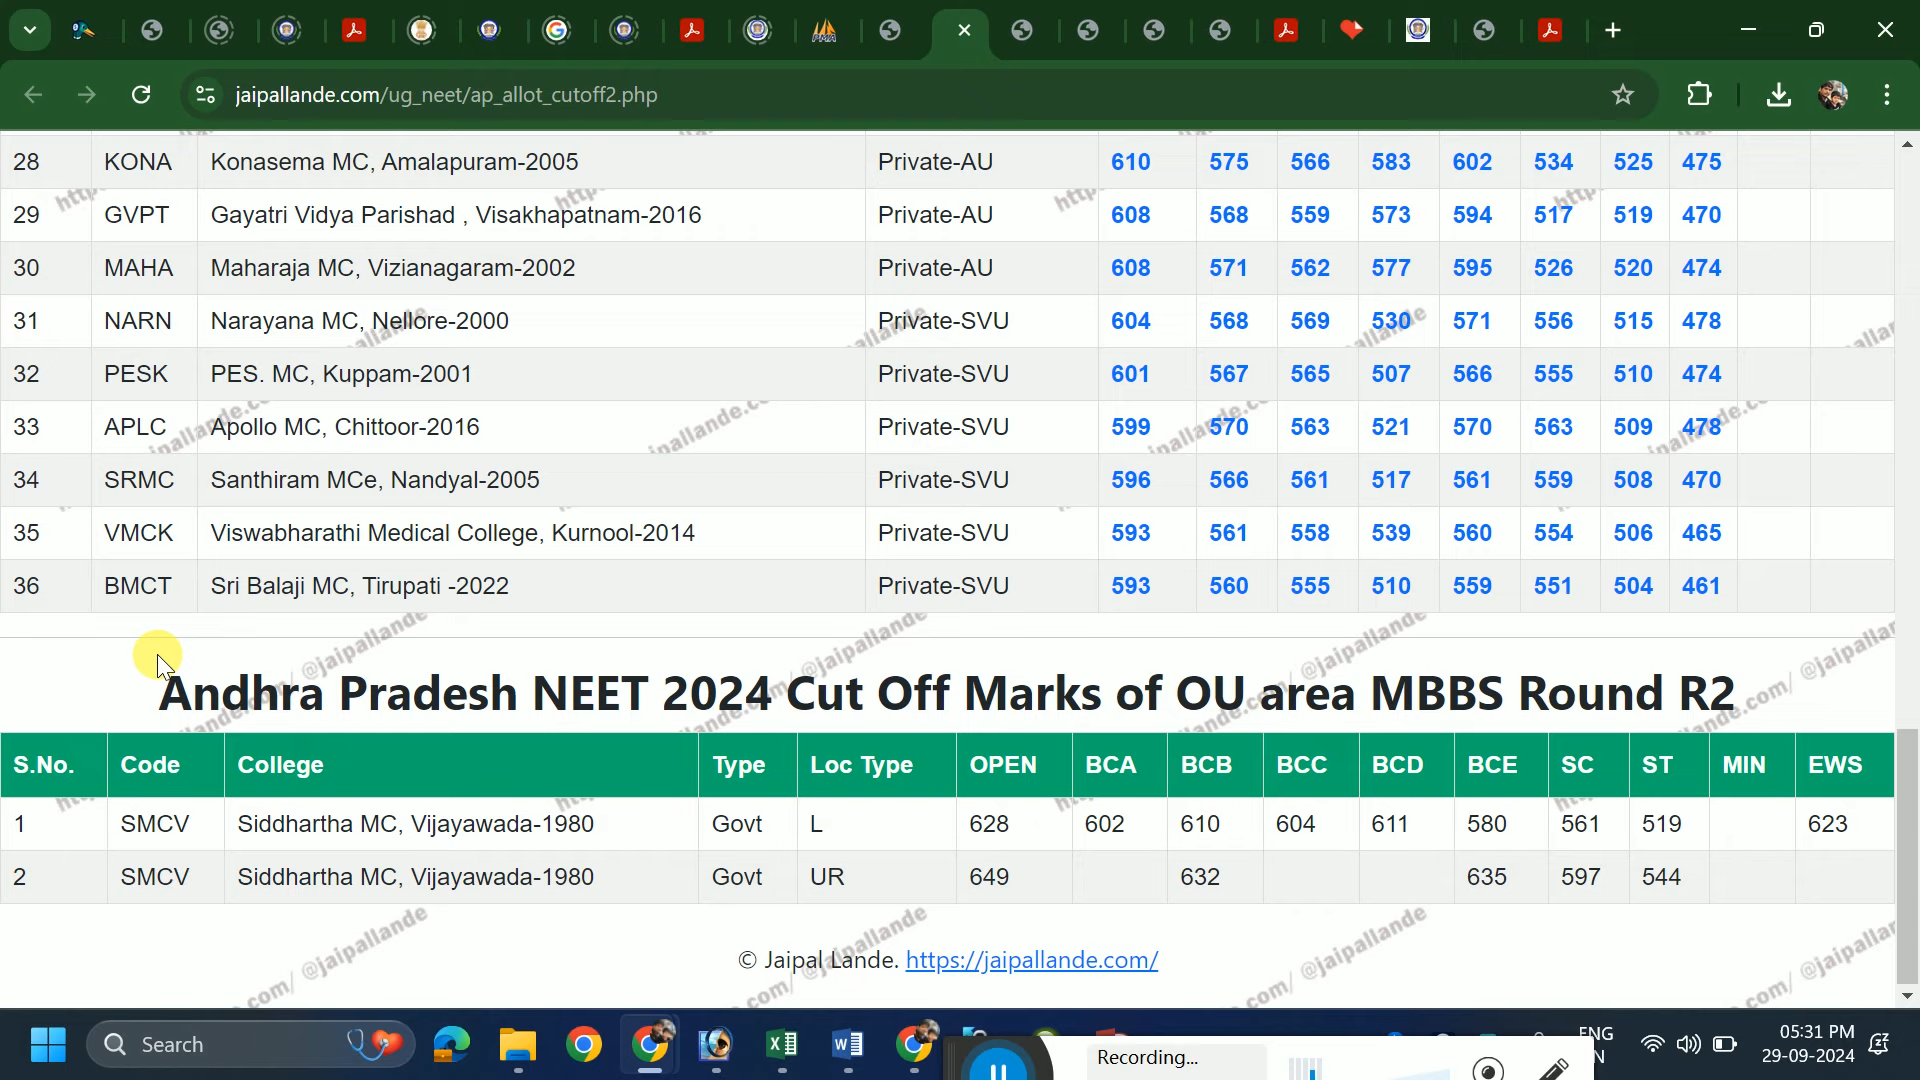 jaipallande.com/ug_neet/ap_allot_cutoff2.php
28 KONA Konasema MC, Amalapuram-2005 Private-AU 610 575 566 583 602 534 525 475
29 GVPT Gayatri Vidya Parishad , Visakhapatnam-2016 Private-AU 608 568 559 573 594 517 519 470
30 MAHA Maharaja MC, Vizianagaram-2002 Private-AU 608 571 562 577 595 526 520 474
31 NARN Narayana MC, Nellore-2000 Private-SVU 604 568 569 530 571 556 515 478
32 PESK PES. MC, Kuppam-2001 Private-SVU 601 567 565 507 566 555 510 474
33 APLC Apollo MC, Chittoor-2016 Private-SVU 599 570 563 521 570 563 509 478
34 SRMC Santhiram MCe, Nandyal-2005 Private-SVU 596 566 561 517 561 559 508 470
35 VMCK Viswabharathi Medical College, Kurnool-2014 Private-SVU 593 561 558 539 560 554 506 465
36 BMCT Sri Balaji MC, Tirupati -2022 Private-SVU 593 560 555 510 559 551 504 461
Andhra Pradesh NEET 2024 Cut Off Marks of OU area MBBS Round R2
S.No. Code College Type Loc Type OPEN BCA BCB BCC BCD BCE SC ST MIN EWS
1 SMCV Siddhartha MC, Vijayawada-1980 Govt L 628 602 610 604 611 580 561 519 623
2 SMCV Siddhartha MC, Vijayawada-1980 Govt UR 649 632 635 597 544
© Jaipal Lande. https://jaipallande.com/
@jaipallande
Search
Recording...
ENG
05:31 PM
29-09-2024